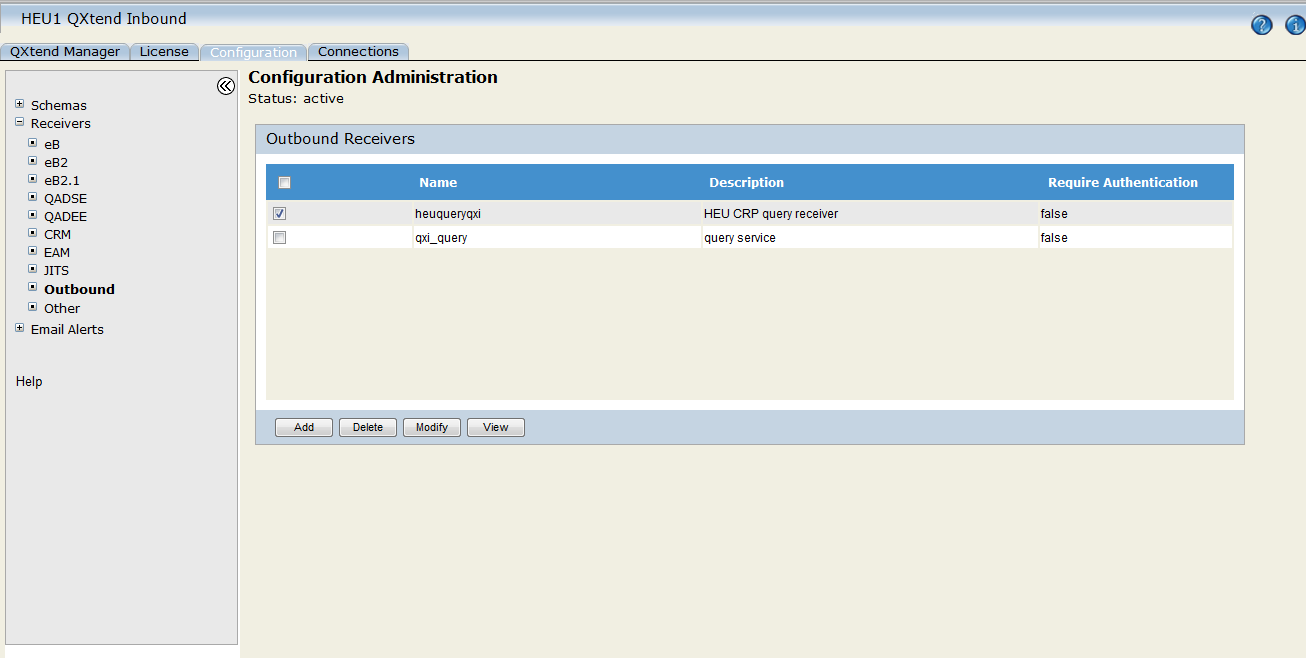 HEU1 QXtend Inbound
QXtend Manager License Configuration Connections
Configuration Administration
Status: active
Schemas
Receivers
eB
eB2
eB2.1
QADSE
QADEE
CRM
EAM
JITS
Outbound
Other
Email Alerts
Help
Outbound Receivers
Name Description Require Authentication
heuqueryqxi HEU CRP query receiver false
qxi_query query service false
Add Delete Modify View